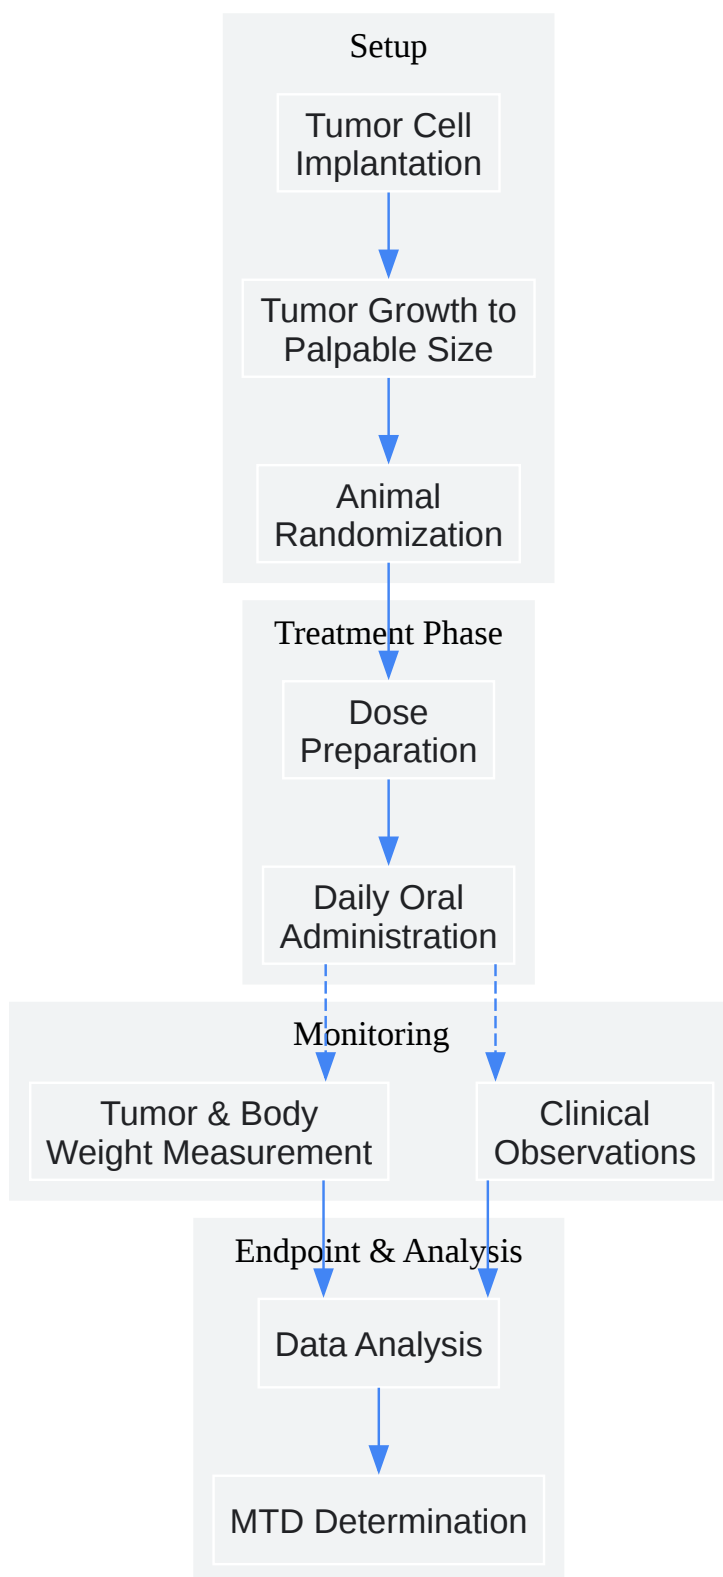 Setup
Tumor Cell
Implantation
Tumor Growth to
Palpable Size
Animal
Randomization
Treatment Phase
Dose
Preparation
Daily Oral
Administration
Monitoring
Tumor & Body
Weight Measurement
Clinical
Observations
Endpoint & Analysis
Data Analysis
MTD Determination